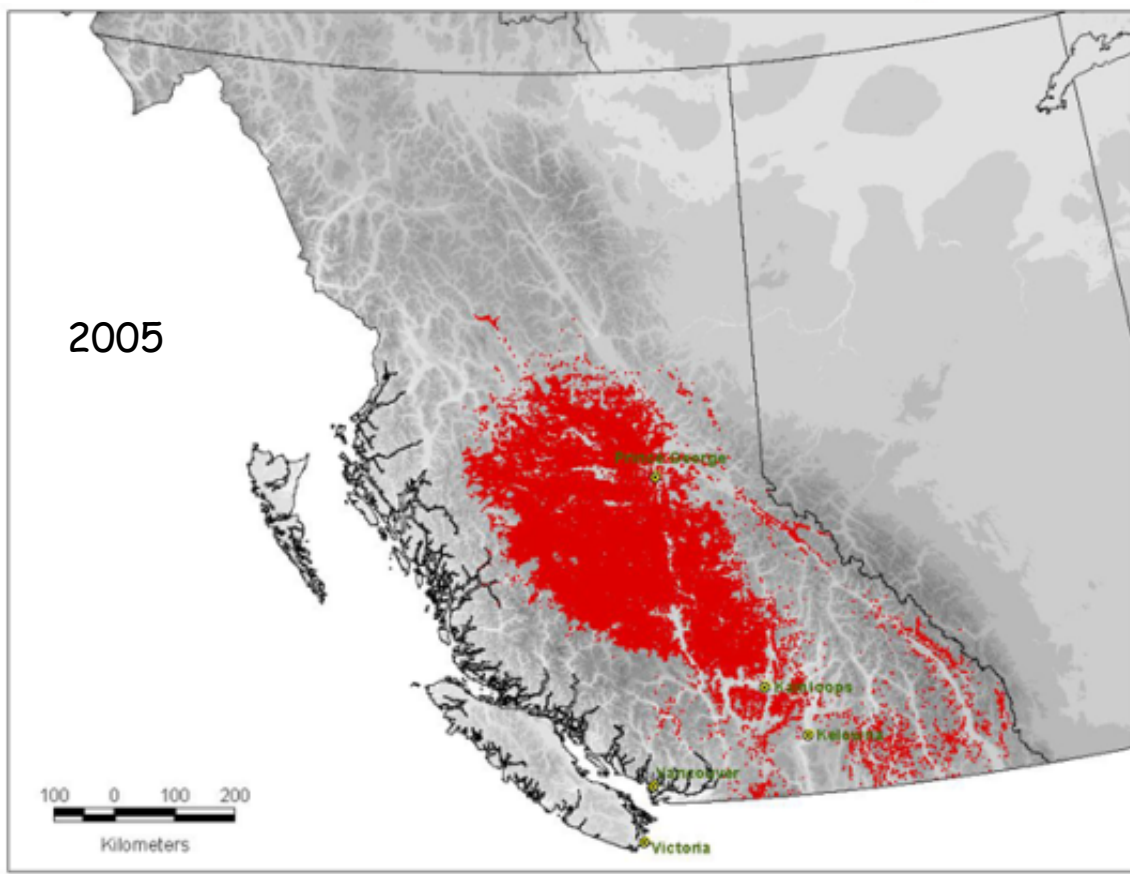 2005
Prince George
Kamloops
Kelowna
Vancouver
Victoria
100 0 100 200
Kilometers